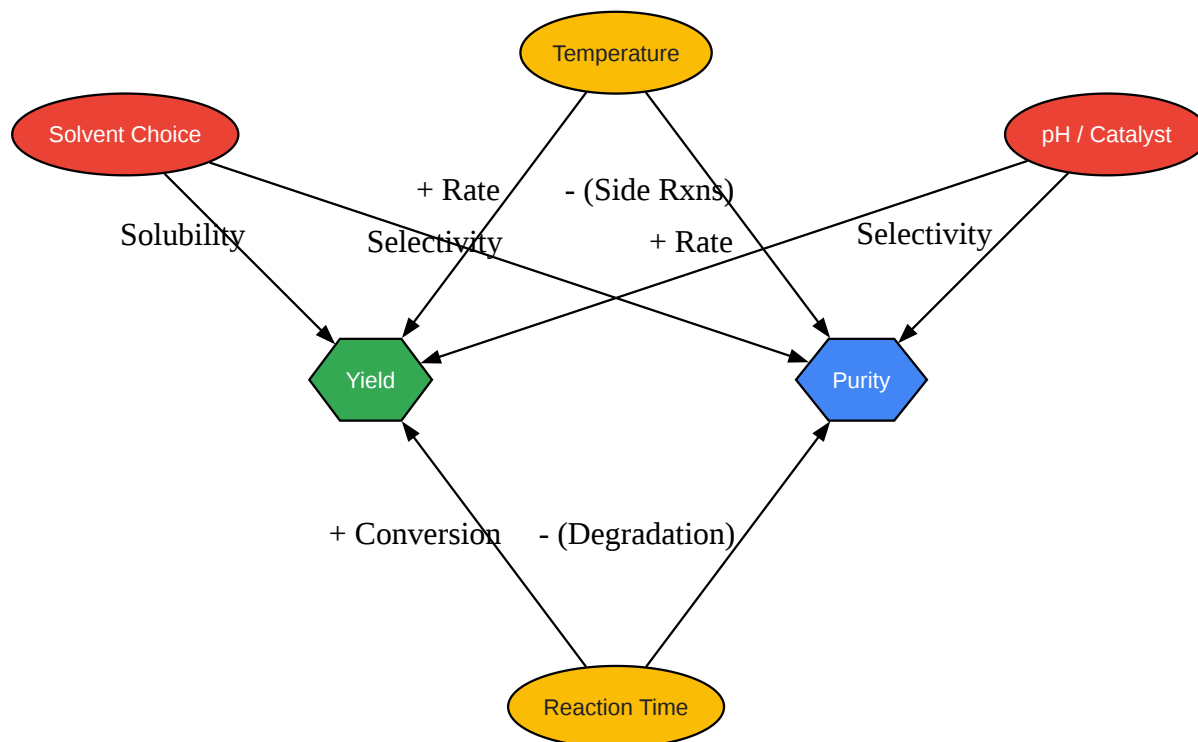 Temperature
Solvent Choice
pH / Catalyst
+ Rate
- (Side Rxns)
Solubility
Selectivity
+ Rate
Selectivity
Yield
Purity
+ Conversion
- (Degradation)
Reaction Time